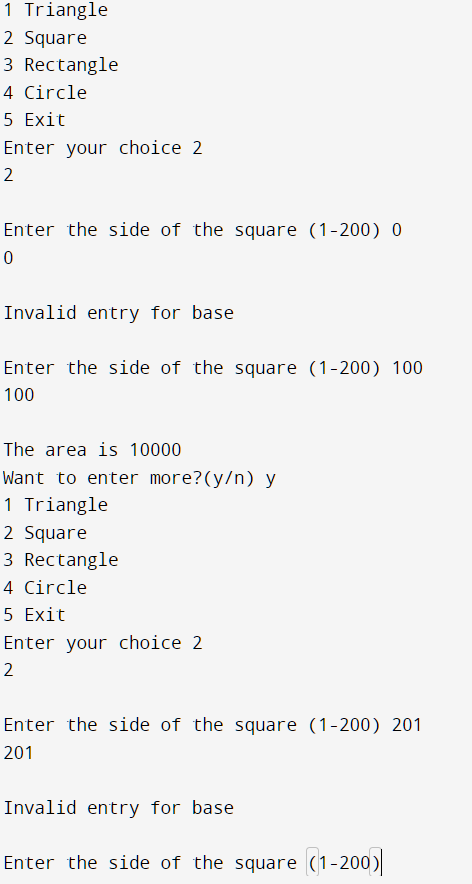 1 Triangle
2 Square
3 Rectangle
4 Circle
5 Exit
Enter your choice 2
2
Enter the side of the square (1-200) 0
0
Invalid entry for base
Enter the side of the square (1-200) 100
100
The area is 10000
Want to enter more?(y/n) y
1 Triangle
2 Square
3 Rectangle
4 Circle
5 Exit
Enter your choice 2
2
Enter the side of the square (1-200) 201
201
Invalid entry for base
Enter the side of the square (1-200)